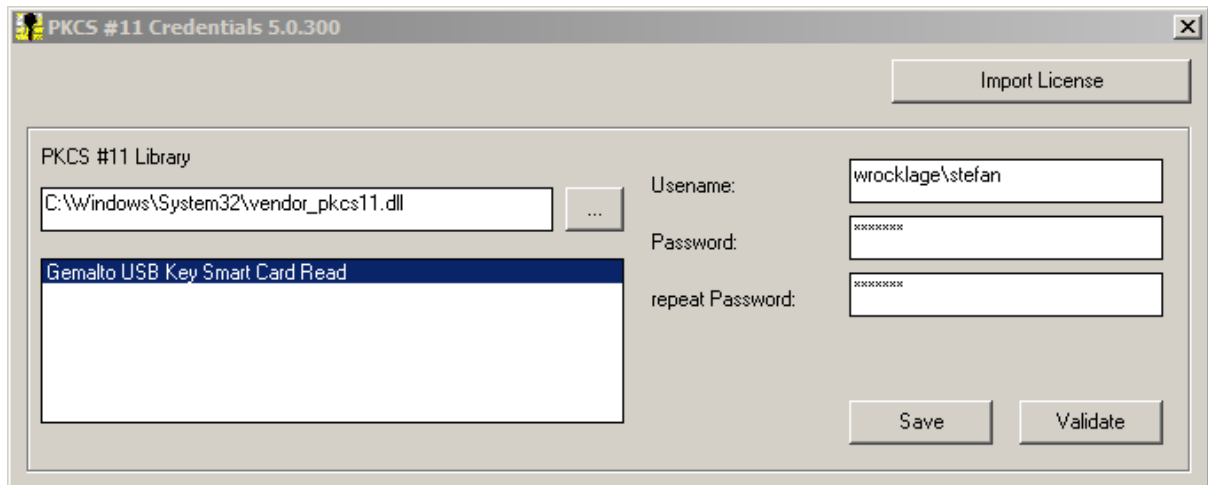 PKCS #11 Credentials 5.0.300
Import License
PKCS #11 Library
C:\Windows\System32\vendor_pkcs11.dll
...
Gemalto USB Key Smart Card Read
Usename:
wrocklage\stefan
Password:
×××××××
repeat Password:
×××××××
Save
Validate